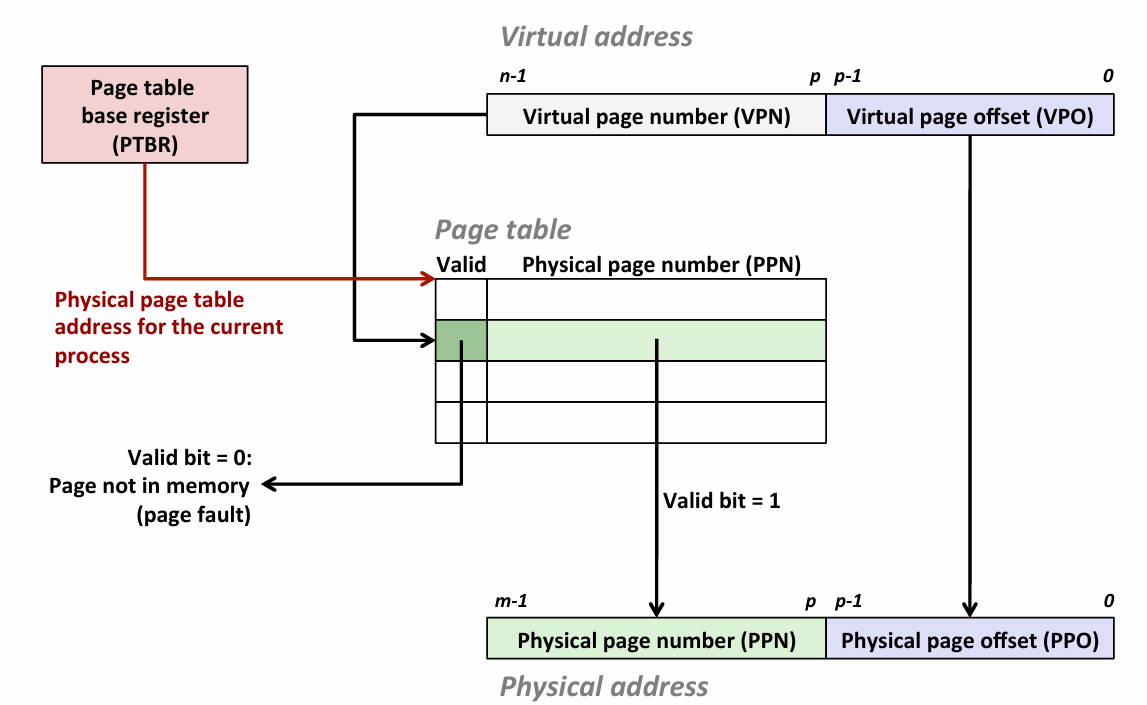 Virtual address
n-1 p p-1 0
Page table
base register
(PTBR)
Virtual page number (VPN) Virtual page offset (VPO)
Page table
Valid Physical page number (PPN)
Physical page table
address for the current
process
Valid bit = 0:
Page not in memory
(page fault)
Valid bit = 1
m-1 p p-1 0
Physical page number (PPN) Physical page offset (PPO)
Physical address